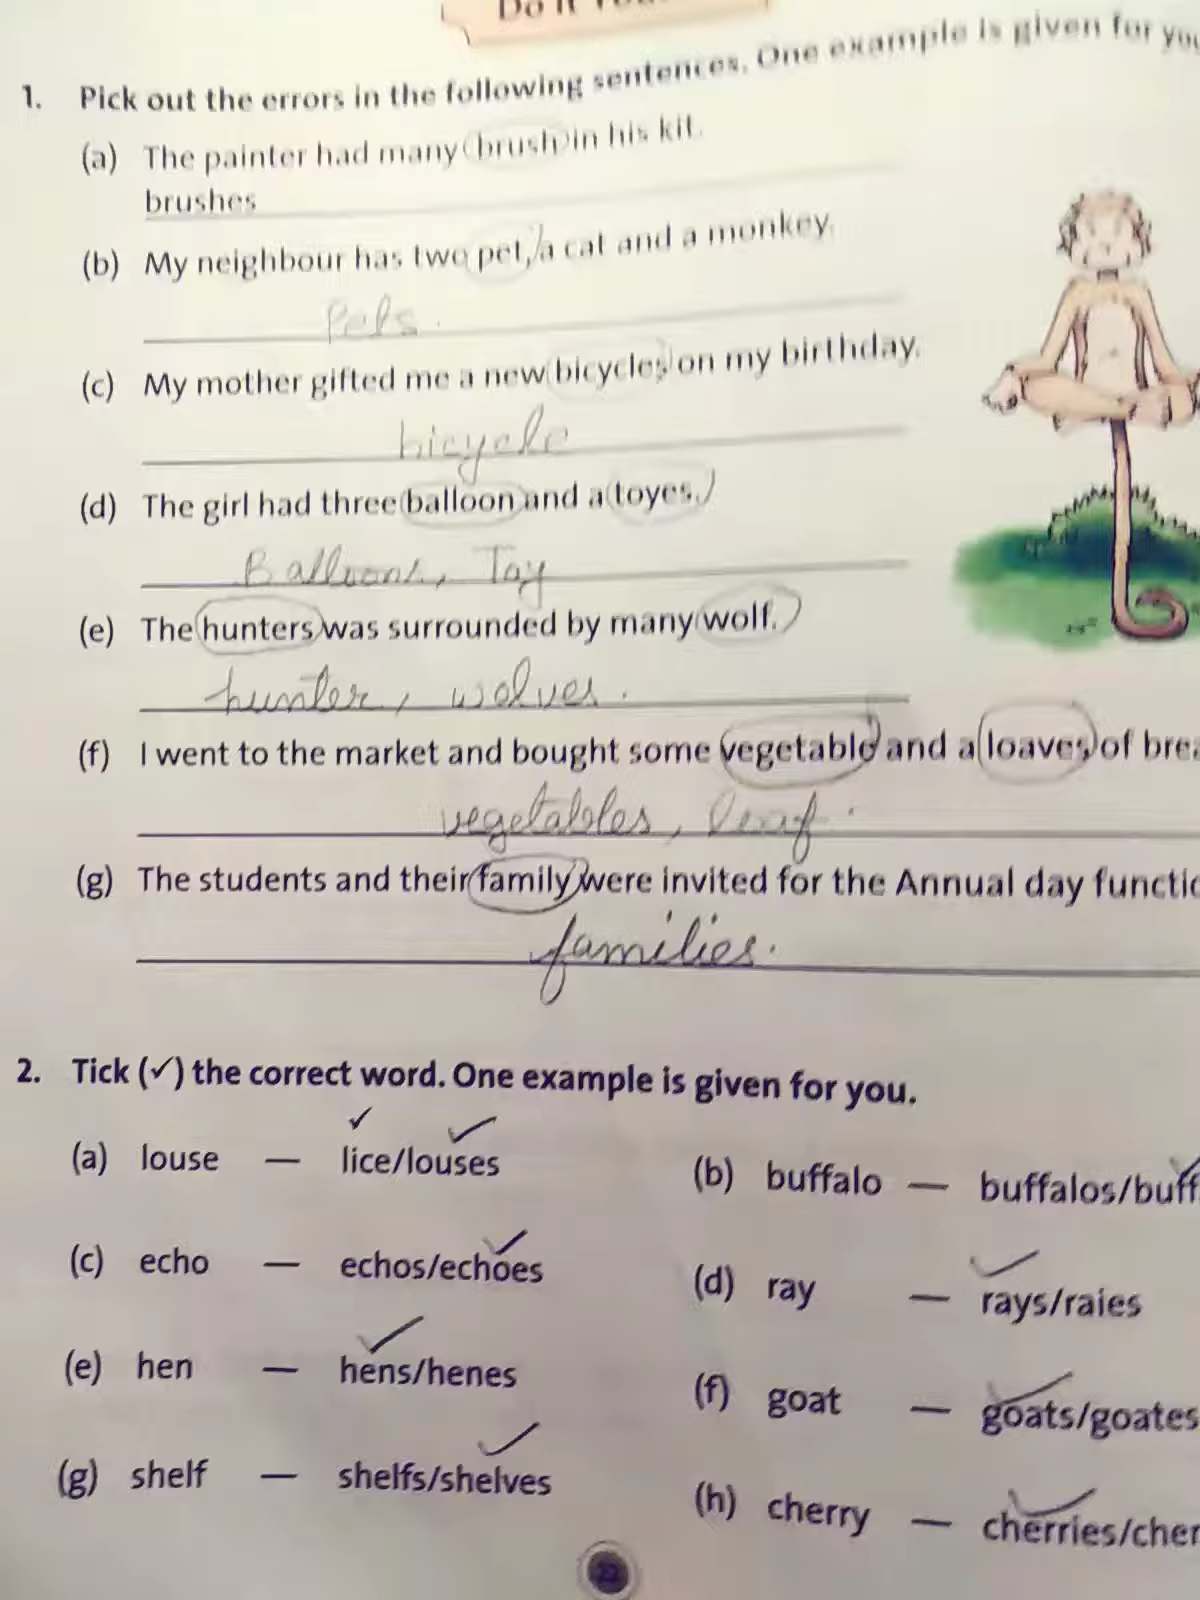 Do it
1. Pick out the errors in the following sentences. One example is given for you
(a) The painter had many brush in his kit.
brushes
(b) My neighbour has two pet, a cat and a monkey.
Pets.
(c) My mother gifted me a new bicycles on my birthday.
bicycle
(d) The girl had three balloon and a toyes.
Balloons, Toy
(e) The hunters was surrounded by many wolf.
hunter, wolves.
(f) I went to the market and bought some vegetable and a loaves of brea
vegetables, loaf.
(g) The students and their family were invited for the Annual day functio
families.
2. Tick (✓) the correct word. One example is given for you.
(a) louse — lice/louses (b) buffalo — buffalos/buff
(c) echo — echos/echoes (d) ray — rays/raies
(e) hen — hens/henes (f) goat — goats/goates
(g) shelf — shelfs/shelves (h) cherry — cherries/cher